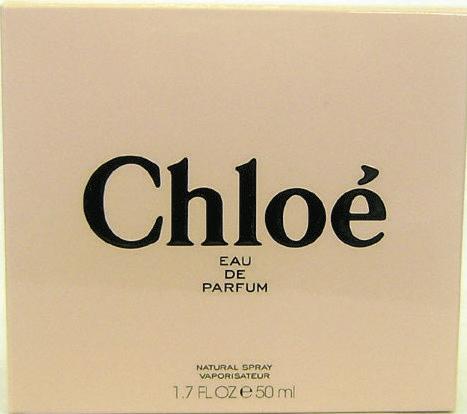 Chloé
EAU
DE
PARFUM
NATURAL SPRAY
VAPORISATEUR
1.7 FL OZ ℮ 50 ml